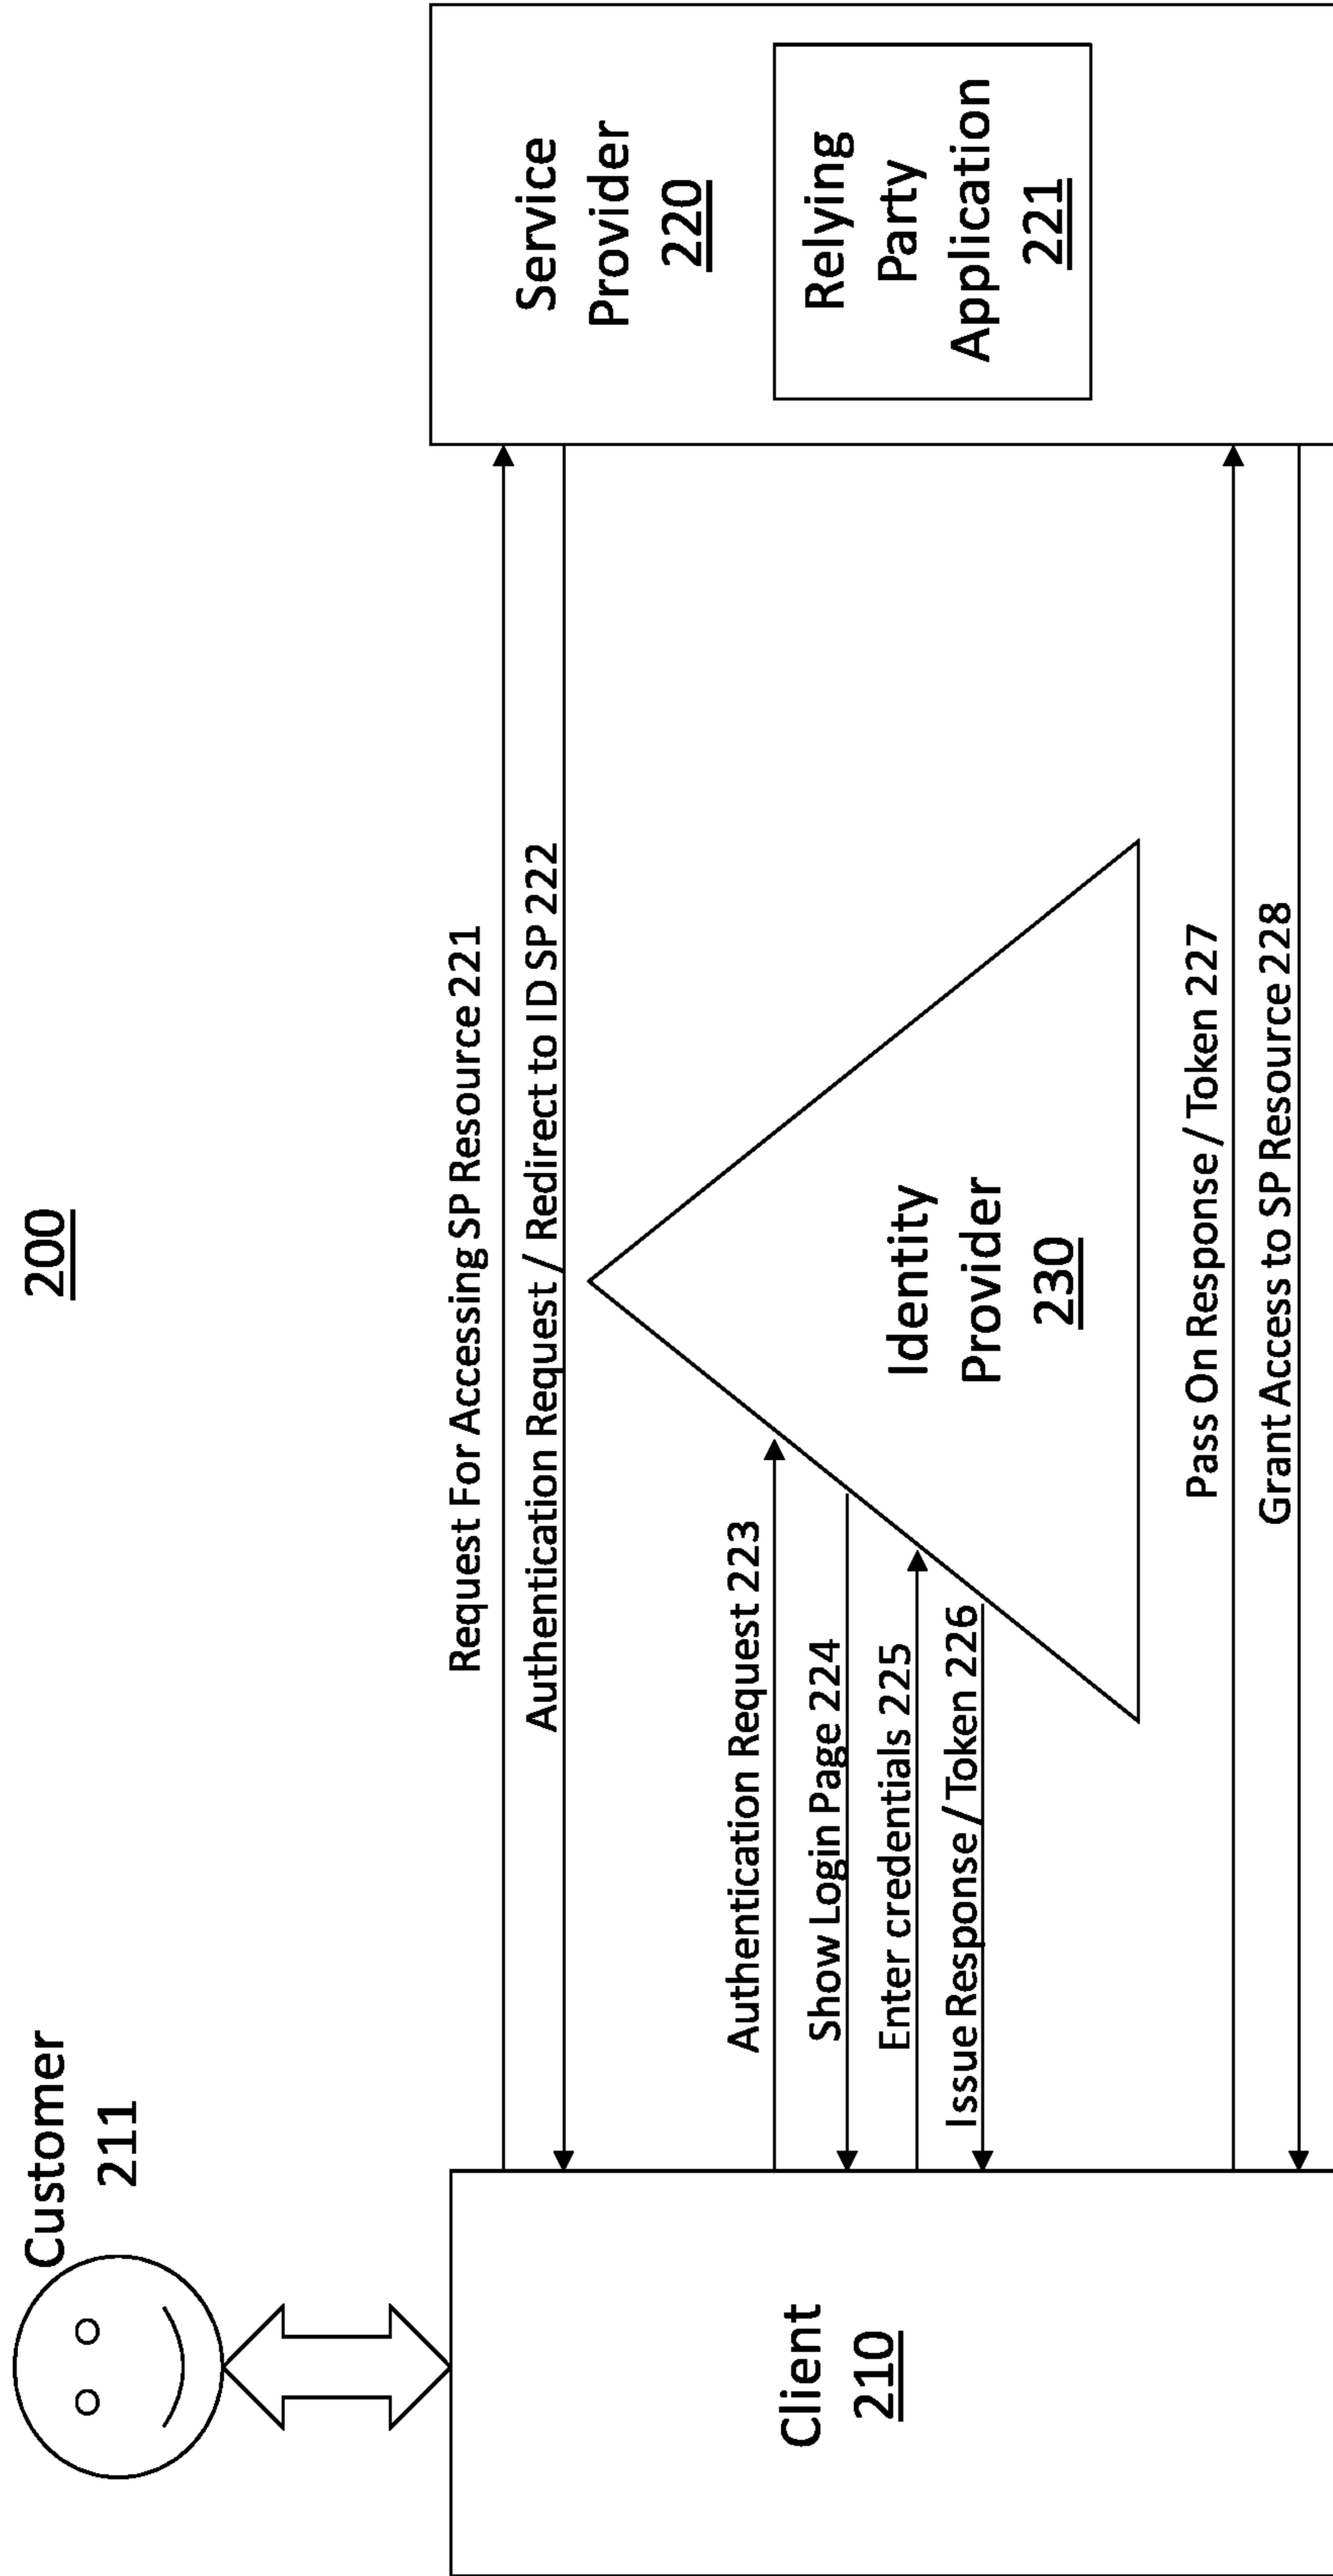 200
Customer
211
Request For Accessing SP Resource 221
Authentication Request / Redirect to ID SP 222
Service
Provider
220
Relying
Party
Application
221
Authentication Request 223
Show Login Page 224
Enter credentials 225
Issue Response / Token 226
Client
210
Identity
Provider
230
Pass On Response / Token 227
Grant Access to SP Resource 228